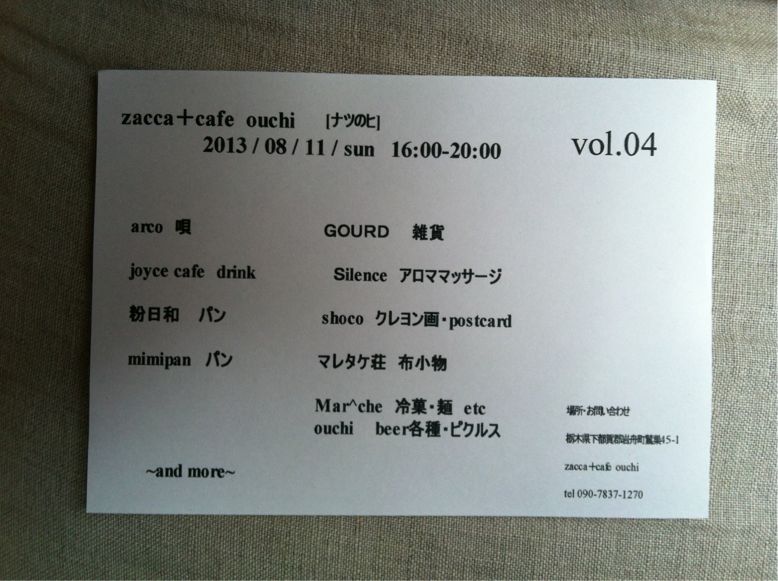 zacca＋cafe ouchi [ナツのヒ]
2013 / 08 / 11 / sun 16:00-20:00
vol.04
arco 唄
joyce cafe drink
粉日和 パン
mimipan パン
GOURD 雑貨
Silence アロママッサージ
shoco クレヨン画・postcard
マレタケ荘 布小物
Mar^che 冷菓・麺 etc
ouchi beer各種・ピクルス
~and more~
場所・お問い合わせ
栃木県下都賀郡岩舟町鷲巣45-1
zacca＋cafe ouchi
tel 090-7837-1270